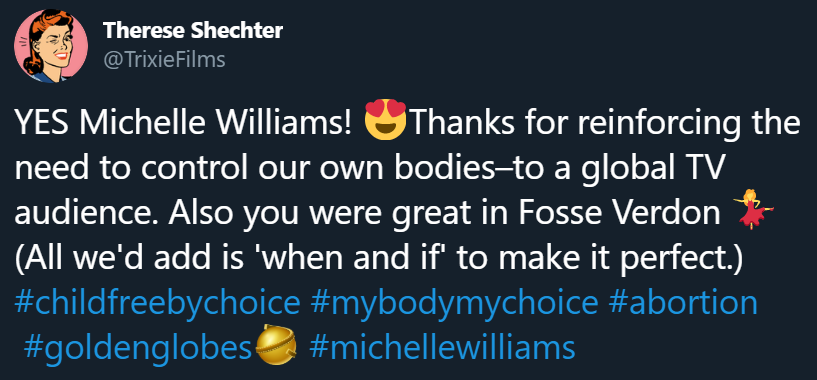 Therese Shechter
@TrixieFilms
YES Michelle Williams! 😍Thanks for reinforcing the
need to control our own bodies–to a global TV
audience. Also you were great in Fosse Verdon 💃
(All we'd add is 'when and if' to make it perfect.)
#childfreebychoice #mybodymychoice #abortion
#goldenglobes #michellewilliams